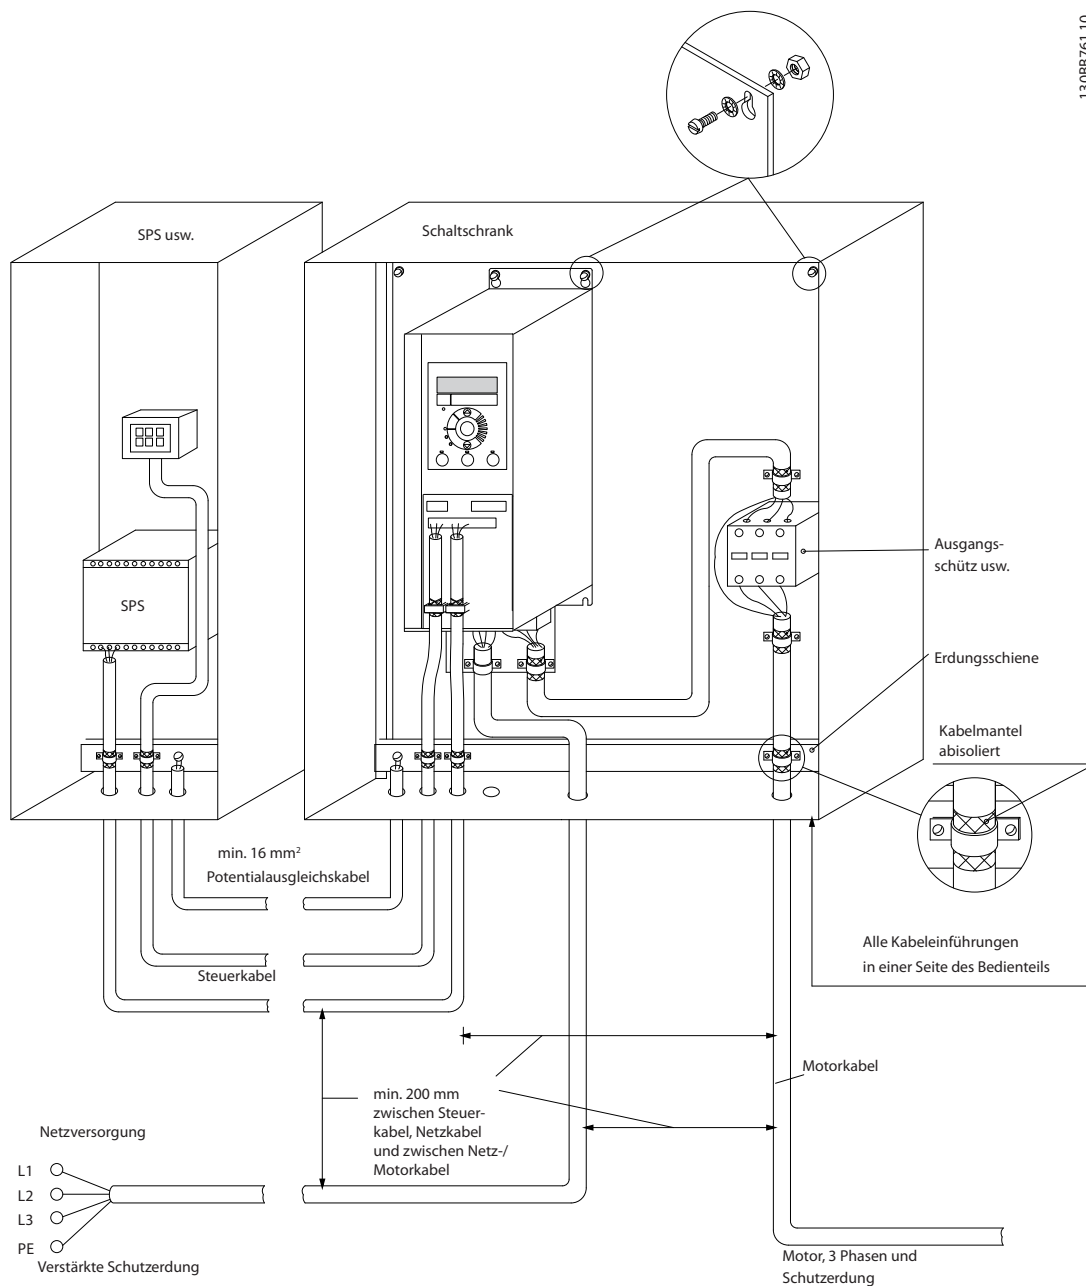 130BB761.10
SPS usw.
Schaltschrank
SPS
Ausgangs-
schütz usw.
Erdungsschiene
Kabelmantel
abisoliert
min. 16 mm²
Potentialausgleichskabel
Steuerkabel
Alle Kabeleinführungen
in einer Seite des Bedienteils
Motorkabel
min. 200 mm
zwischen Steuer-
kabel, Netzkabel
und zwischen Netz-/
Motorkabel
Netzversorgung
L1
L2
L3
PE
Verstärkte Schutzerdung
Motor, 3 Phasen und
Schutzerdung